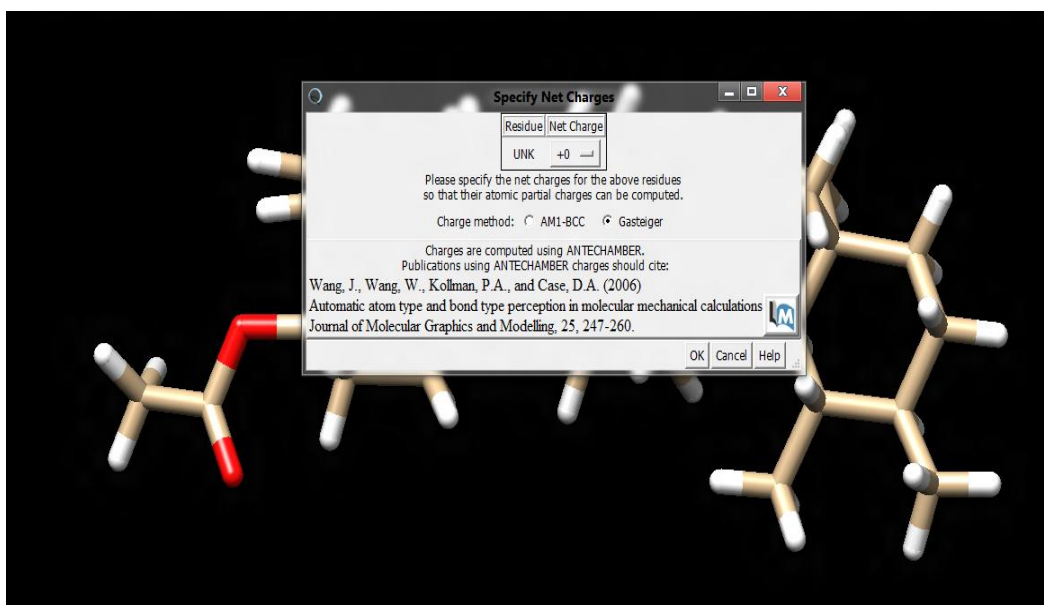 Specify Net Charges
Residue Net Charge
UNK +0
Please specify the net charges for the above residues
so that their atomic partial charges can be computed.
Charge method: AM1-BCC Gasteiger
Charges are computed using ANTECHAMBER.
Publications using ANTECHAMBER charges should cite:
Wang, J., Wang, W., Kollman, P.A., and Case, D.A. (2006)
Automatic atom type and bond type perception in molecular mechanical calculations
Journal of Molecular Graphics and Modelling, 25, 247-260.
OK Cancel Help